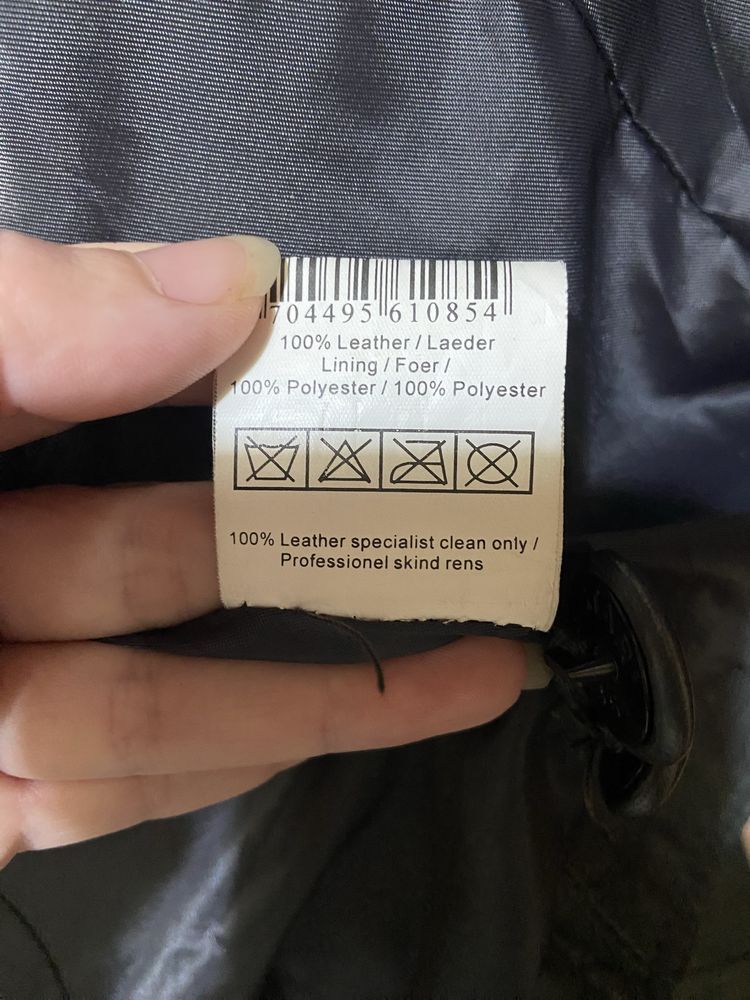 704495 610854
100% Leather / Laeder
Lining / Foer /
100% Polyester / 100% Polyester
100% Leather specialist clean only /
Professionel skind rens